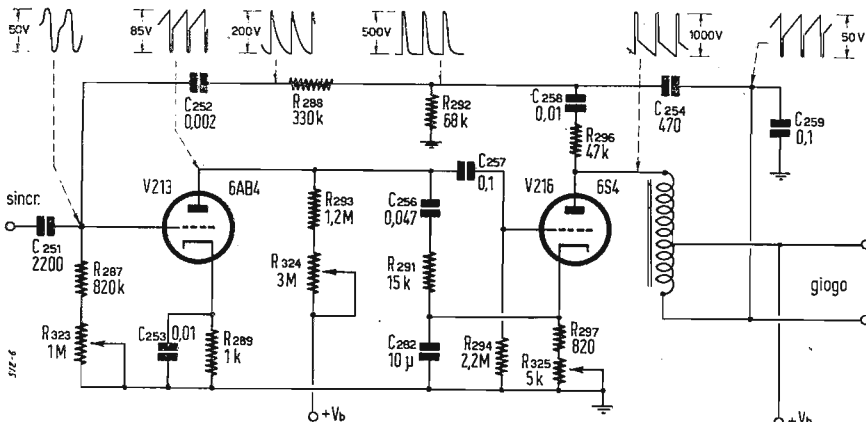 50V
85V
200V
500V
1000V
50V
C252
0,002
R288
330k
R292
68k
C258
0,01
R296
47k
C254
470
C259
0,1
sincr.
C251
2200
V213
6AB4
R293
1,2M
R324
3M
C256
0,047
C257
0,1
V216
6S4
R287
820k
R291
15k
R323
1M
C253
0,01
R289
1k
C282
10 µ
R294
2,2M
R297
820
R325
5k
giogo
+Vb
+Vb